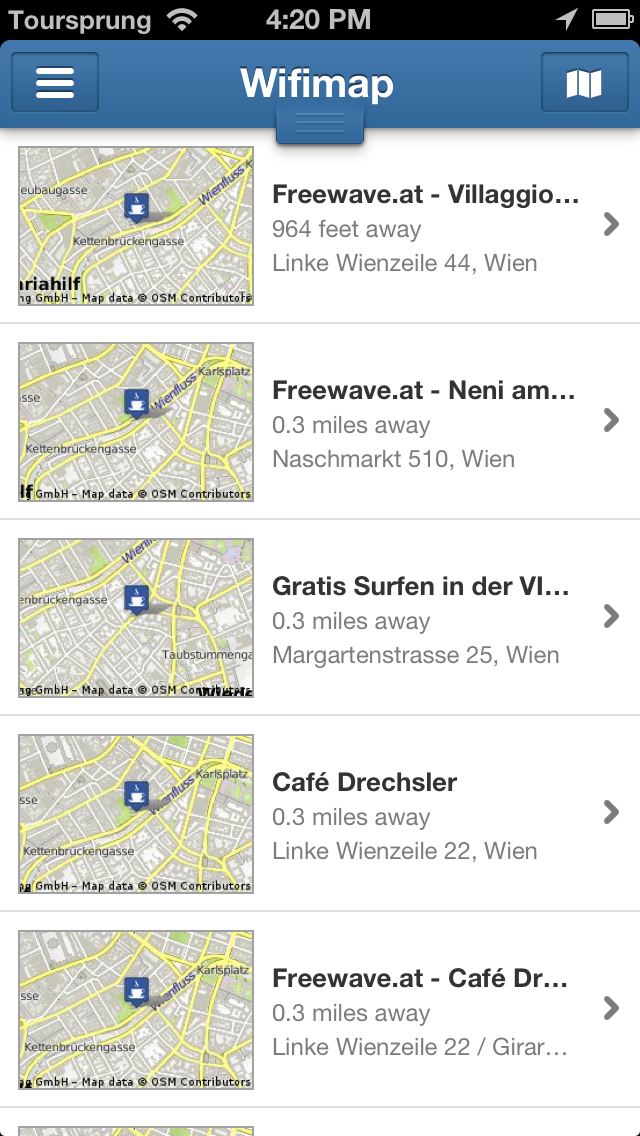 Toursprung 4:20 PM
Wifimap
eubaugasse
Wienfluss K
Kettenbrückengasse
ariahilf
ng GmbH – Map data © OSM Contributors
Freewave.at - Villaggio...
964 feet away
Linke Wienzeile 44, Wien
Karlsplatz
sse
Wienfluss
Kettenbrückengasse
lf
GmbH – Map data © OSM Contributors
Freewave.at - Neni am...
0.3 miles away
Naschmarkt 510, Wien
Wienfl
enbrückengasse
Taubstummenga
ng GmbH – Map data © OSM Contributors
Gratis Surfen in der VI...
0.3 miles away
Margartenstrasse 25, Wien
Karlsplatz
sse
Wienfluss
Kettenbrückengasse
ng GmbH – Map data © OSM Contributors
Café Drechsler
0.3 miles away
Linke Wienzeile 22, Wien
Karlsplatz
sse
Wienfluss
Kettenbrückengasse
ng GmbH – Map data © OSM Contributors
Freewave.at - Café Dr...
0.3 miles away
Linke Wienzeile 22 / Girar...